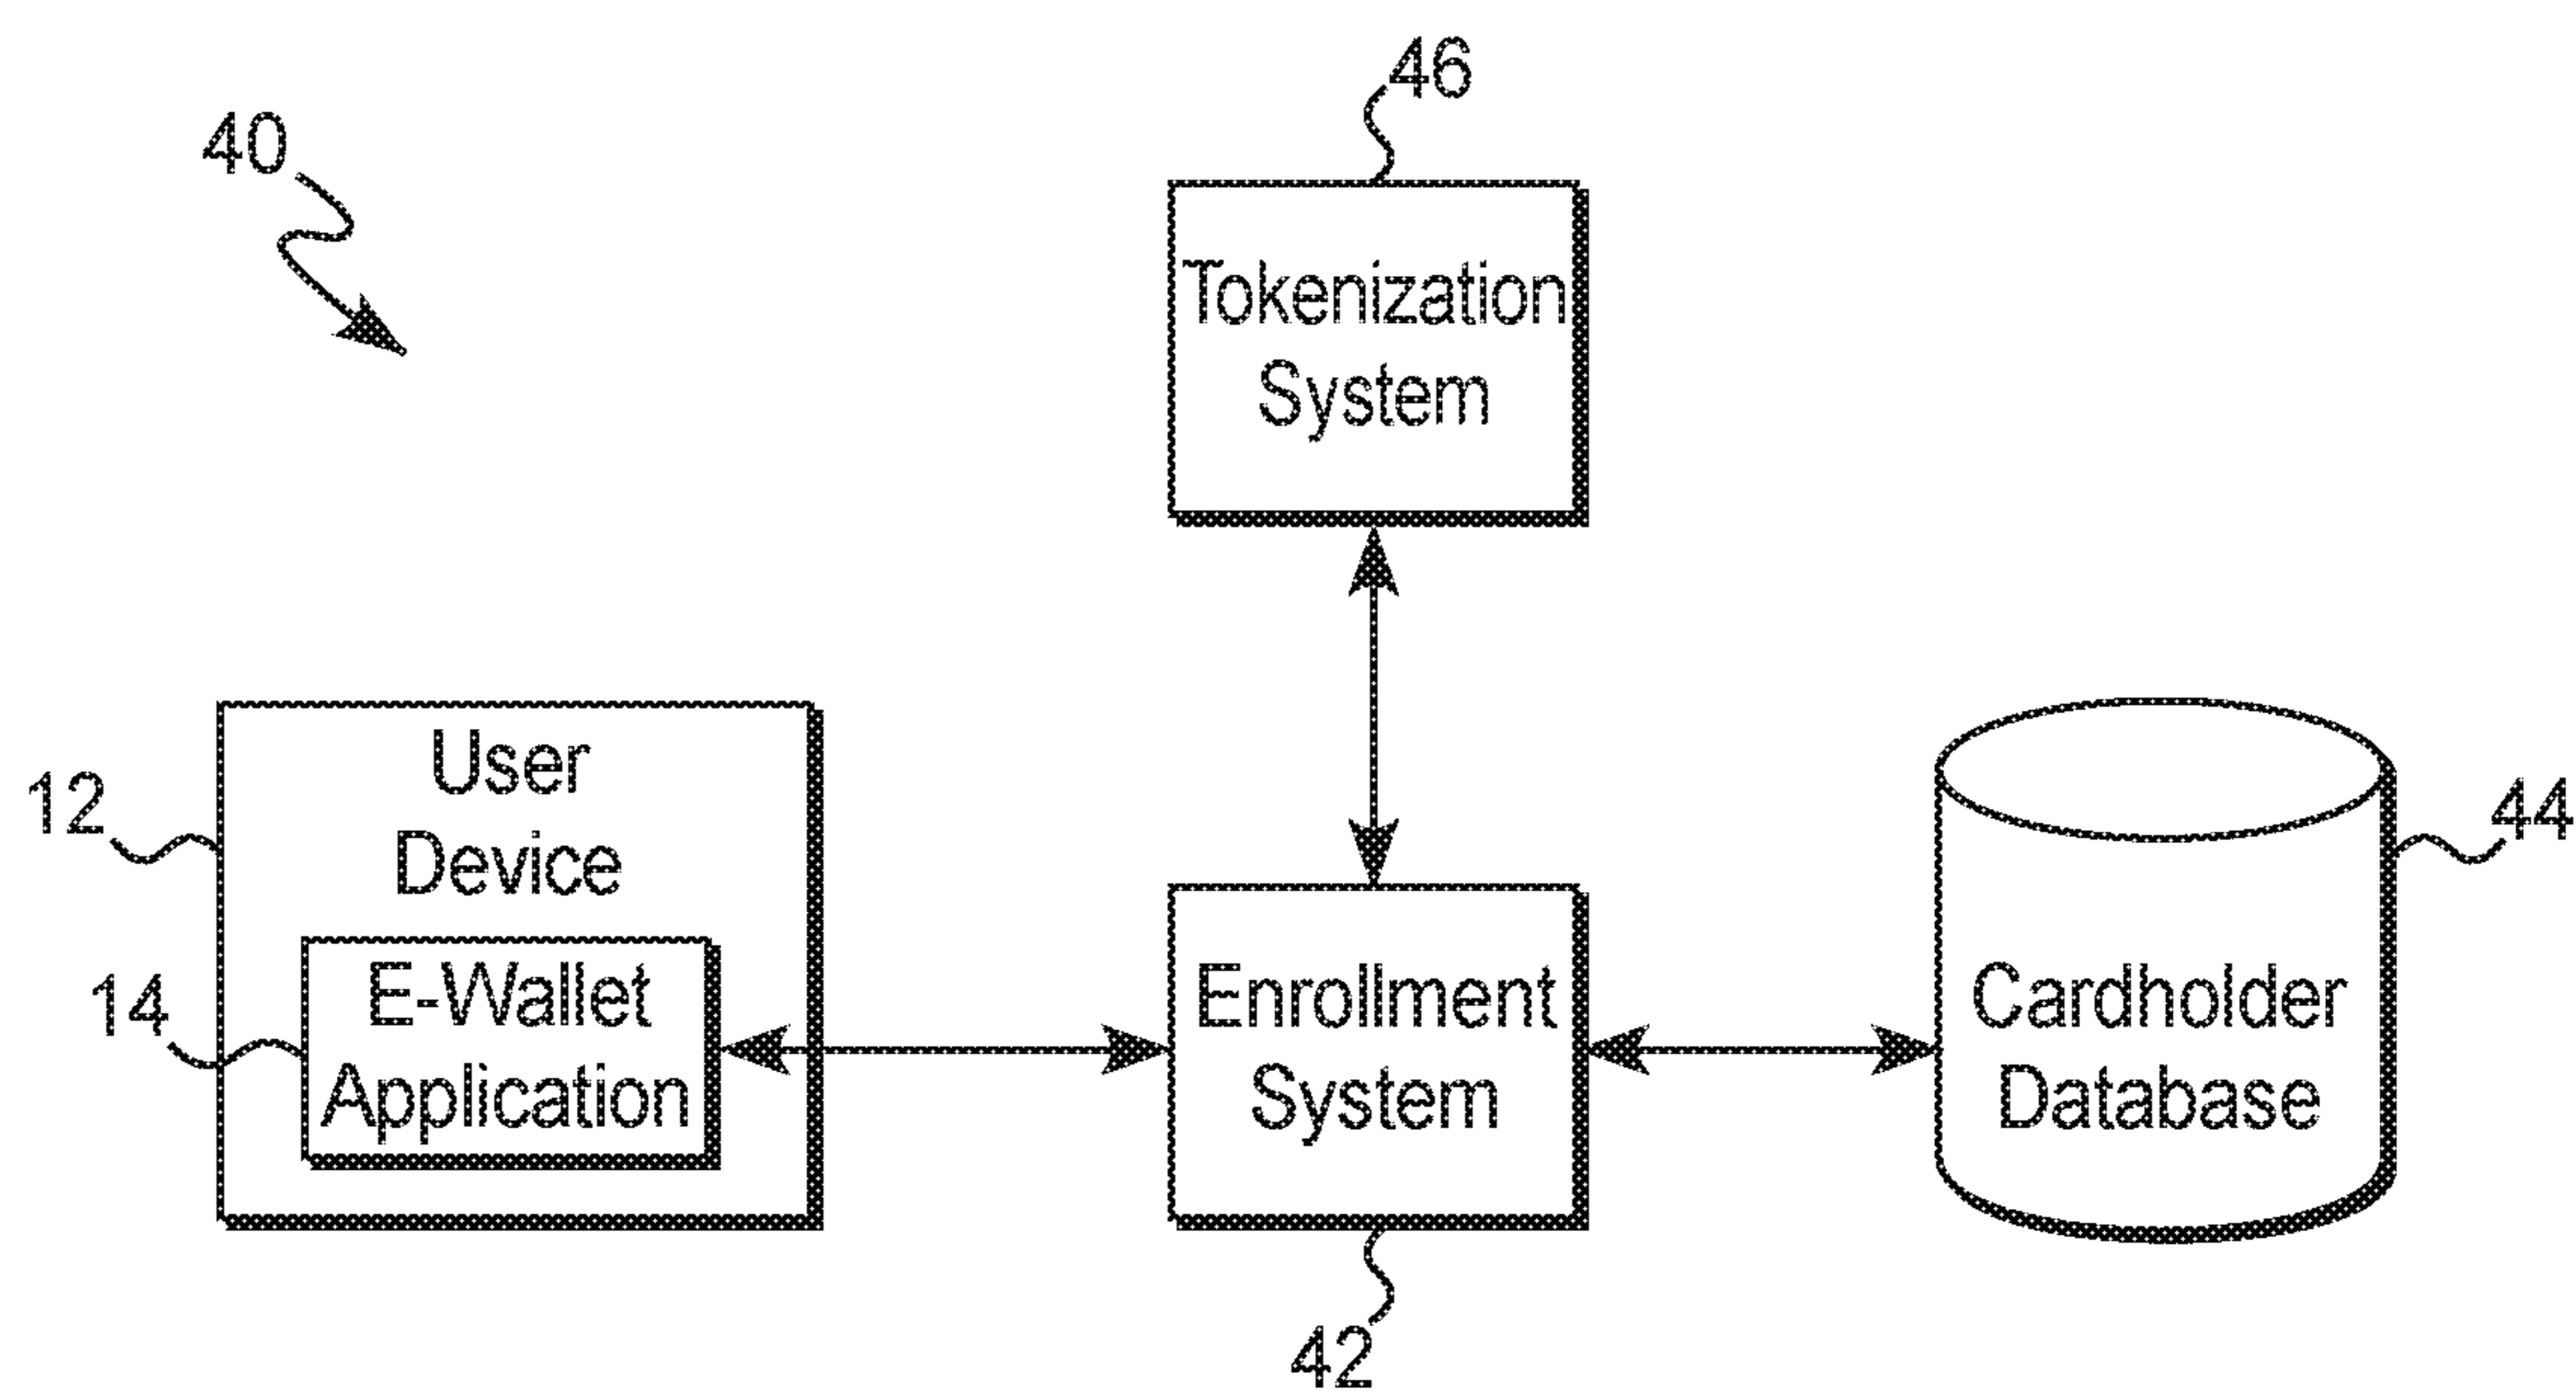 40
46
Tokenization
System
12
User
Device
14
E-Wallet
Application
Enrollment
System
42
Cardholder
Database
44